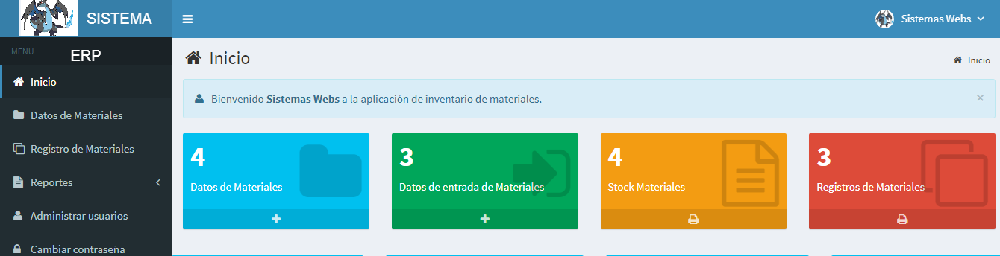 SISTEMA
Sistemas Webs
MENU
ERP
Inicio
Datos de Materiales
Registro de Materiales
Reportes
Administrar usuarios
Cambiar contraseña
Inicio
Inicio
Bienvenido Sistemas Webs a la aplicación de inventario de materiales.
×
4
Datos de Materiales
3
Datos de entrada de Materiales
4
Stock Materiales
3
Registros de Materiales